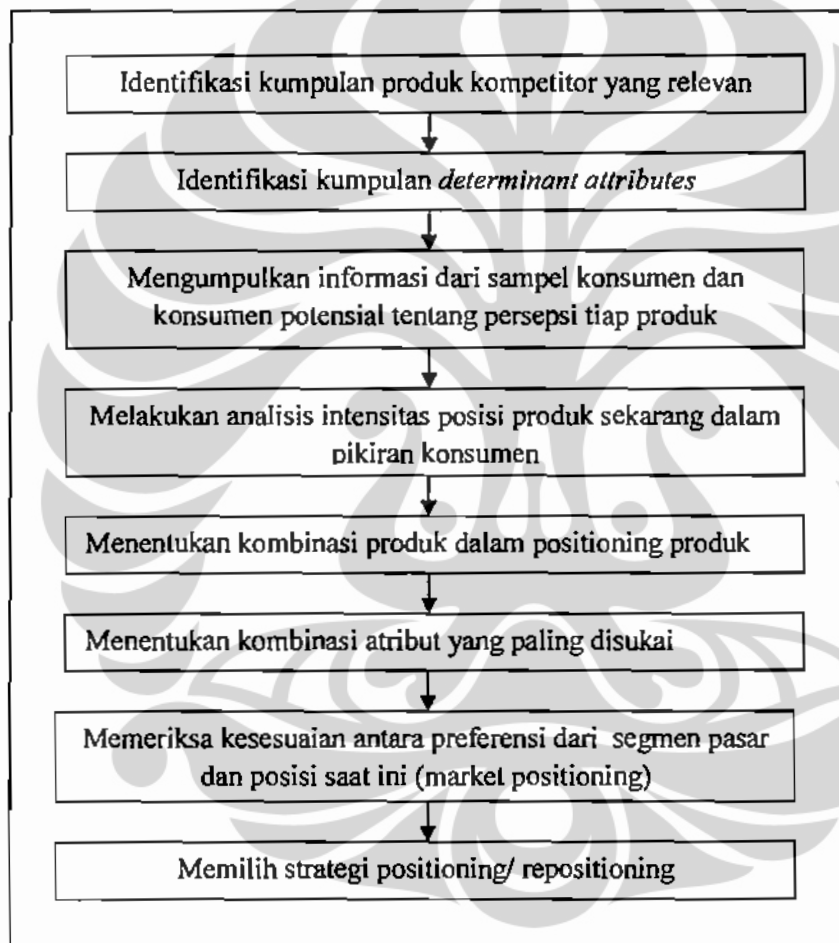 Identifikasi kumpulan produk kompetitor yang relevan
Identifikasi kumpulan determinant attributes
Mengumpulkan informasi dari sampel konsumen dan
konsumen potensial tentang persepsi tiap produk
Melakukan analisis intensitas posisi produk sekarang dalam
pikiran konsumen
Menentukan kombinasi produk dalam positioning produk
Menentukan kombinasi atribut yang paling disukai
Memeriksa kesesuaian antara preferensi dari segmen pasar
dan posisi saat ini (market positioning)
Memilih strategi positioning/ repositioning